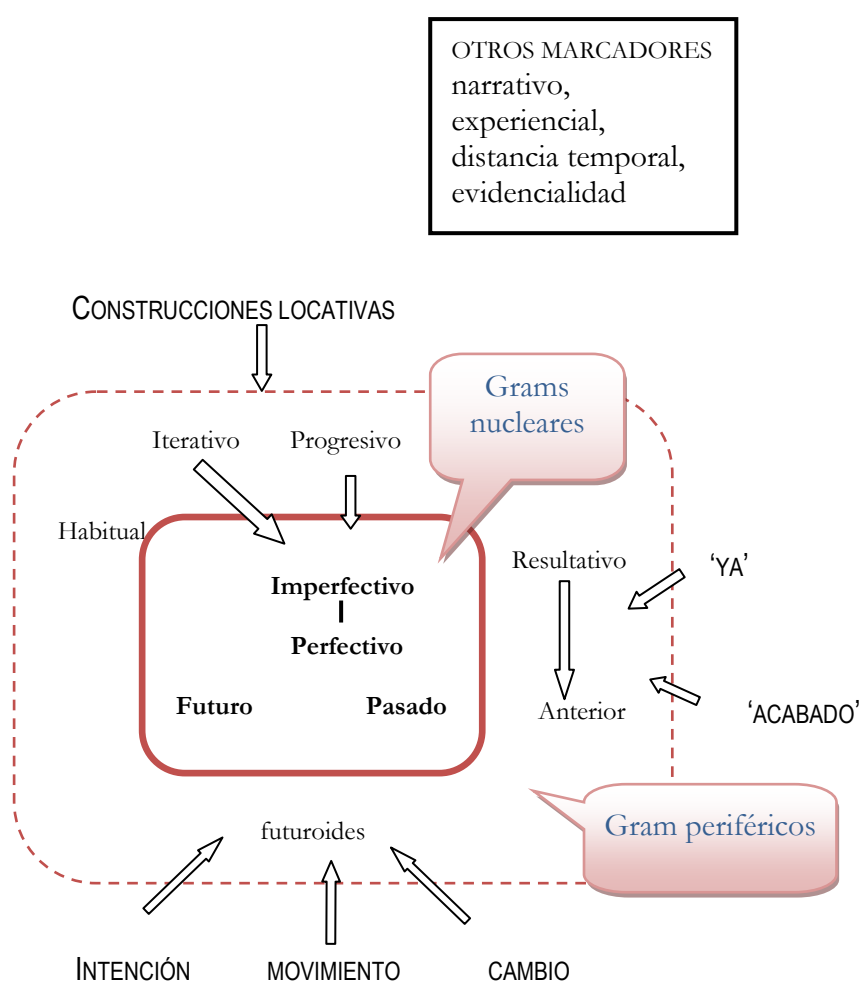 OTROS MARCADORES
narrativo,
experiencial,
distancia temporal,
evidencialidad
CONSTRUCCIONES LOCATIVAS
Grams
nucleares
Iterativo
Progresivo
Habitual
Imperfectivo
Perfectivo
Futuro
Pasado
Resultativo
'YA'
Anterior
'ACABADO'
Gram periféricos
futuroides
INTENCIÓN
MOVIMIENTO
CAMBIO